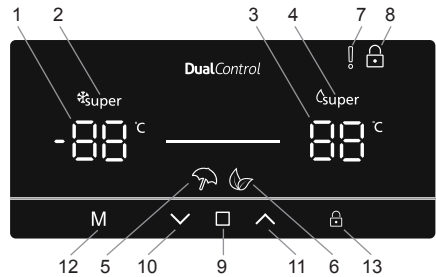 1 2 3 4 7 8
DualControl
super super
-88 °C 88 °C
M
12 5 10 9 11 6 13